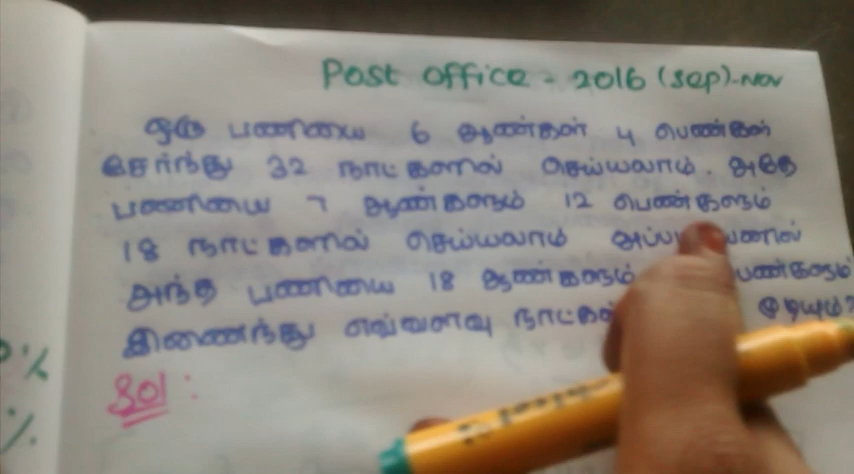 Post office - 2016 (Sep)-Nov
ஒரு பணியை 6 ஆண்கள் 4 பெண்கள்
சேர்ந்து 32 நாட்களில் செய்யலாம். அதே
பணியை 7 ஆண்களும் 12 பெண்களும்
18 நாட்களில் செய்யலாம்
அந்த பணியை 18 ஆண்களும்
இணைந்து எவ்வளவு முடியும்?
Sol :
%
%